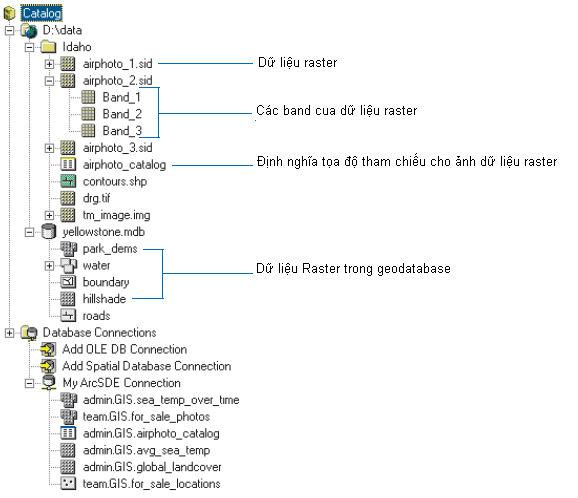 Catalog
D:\data
Idaho
airphoto_1.sid Dữ liệu raster
airphoto_2.sid
Band_1
Band_2 Các band cua dữ liệu raster
Band_3
airphoto_3.sid
airphoto_catalog Định nghĩa tọa độ tham chiếu cho ảnh dữ liệu raster
contours.shp
drg.tif
tm_image.img
yellowstone.mdb
park_dems
water Dữ liệu Raster trong geodatabase
boundary
hillshade
roads
Database Connections
Add OLE DB Connection
Add Spatial Database Connection
My ArcSDE Connection
admin.GIS.sea_temp_over_time
team.GIS.for_sale_photos
admin.GIS.airphoto_catalog
admin.GIS.avg_sea_temp
admin.GIS.global_landcover
team.GIS.for_sale_locations